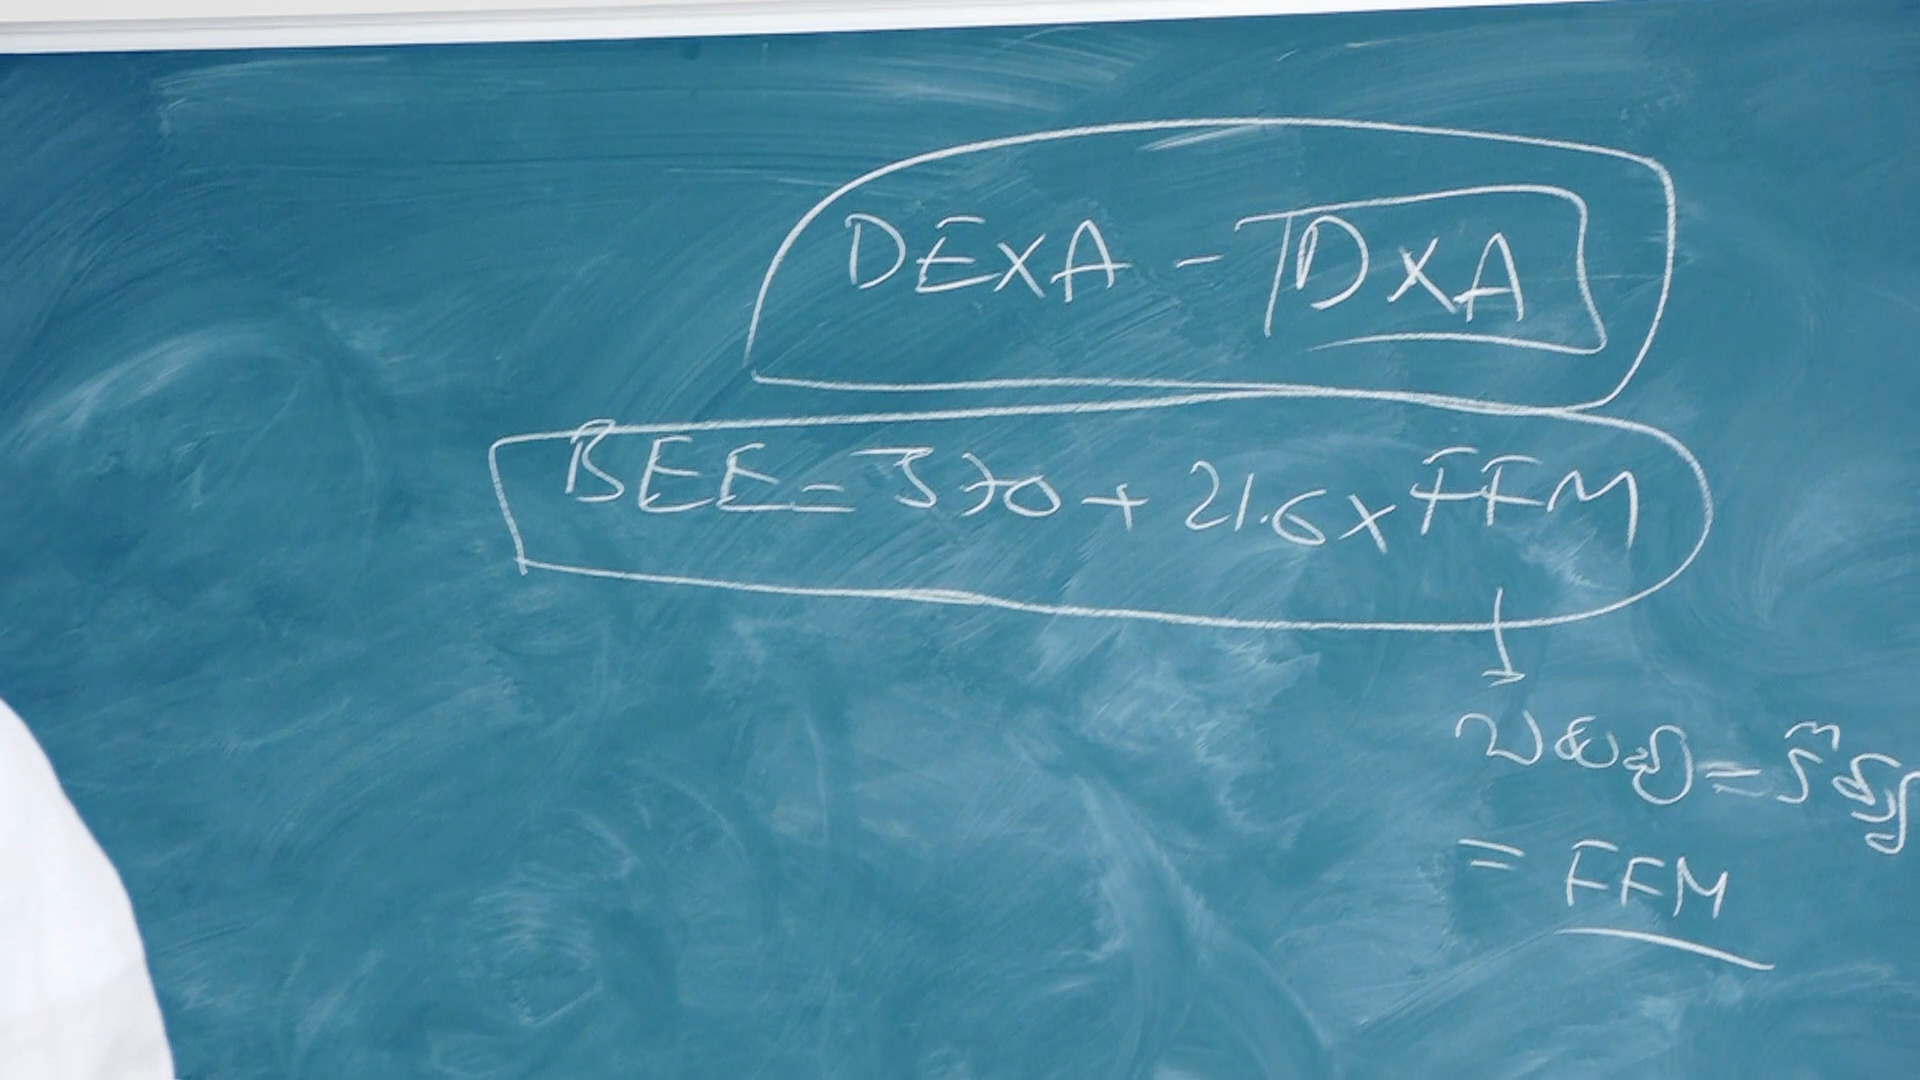 DEXA - DXA
BEE = 370 + 21.6 x FFM
= FFM